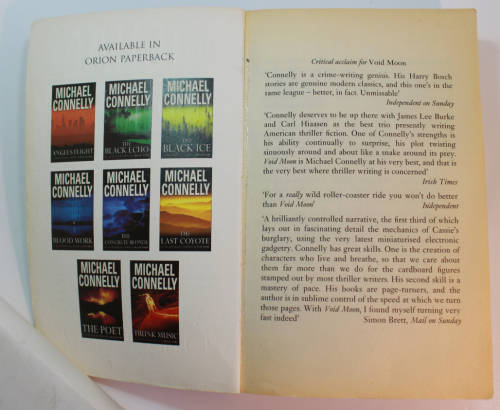 AVAILABLE IN
ORION PAPERBACK
MICHAEL
CONNELLY
ANGELS FLIGHT
MICHAEL
CONNELLY
THE
BLACK ECHO
MICHAEL
CONNELLY
THE
BLACK ICE
MICHAEL
CONNELLY
BLOOD WORK
MICHAEL
CONNELLY
THE
CONCRETE BLONDE
MICHAEL
CONNELLY
THE
LAST COYOTE
MICHAEL
CONNELLY
THE POET
MICHAEL
CONNELLY
TRUNK MUSIC
Critical acclaim for Void Moon
‘Connelly is a crime-writing genius. His Harry Bosch
stories are genuine modern classics, and this one's in the
same league – better, in fact. Unmissable’
Independent on Sunday
‘Connelly deserves to be up there with James Lee Burke
and Carl Hiaasen as the best trio presently writing
American thriller fiction. One of Connelly's strengths is
his ability continually to surprise, his plot twisting
sinuously around and about like a snake around its prey.
Void Moon is Michael Connelly at his very best, and that is
the very best where thriller writing is concerned’
Irish Times
‘For a really wild roller-coaster ride you won't do better
than Void Moon’ Independent
‘A brilliantly controlled narrative, the first third of which
lays out in fascinating detail the mechanics of Cassie's
burglary, using the very latest miniaturised electronic
gadgetry. Connelly has great skills. One is the creation of
characters who live and breathe, so that we care about
them far more than we do for the cardboard figures
stamped out by most thriller writers. His second skill is a
mastery of pace. His books are page-turners, and the
author is in sublime control of the speed at which we turn
those pages. With Void Moon, I found myself turning very
fast indeed’ Simon Brett, Mail on Sunday